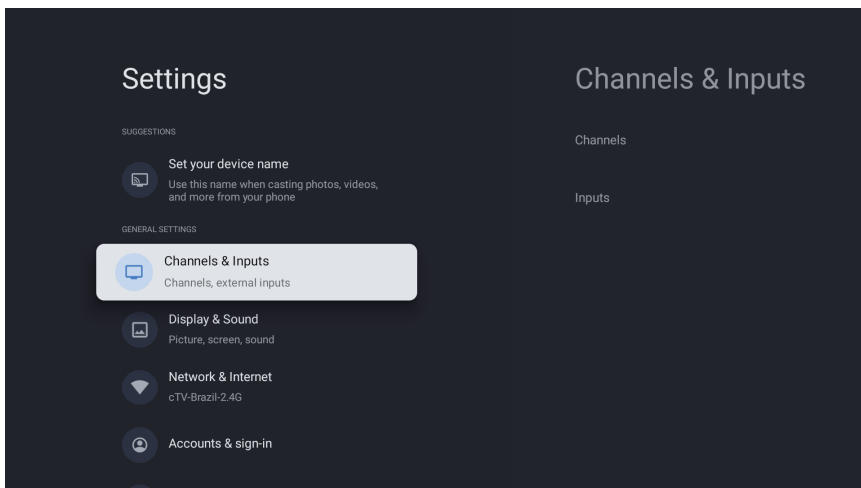 Settings
SUGGESTIONS
Set your device name
Use this name when casting photos, videos,
and more from your phone
GENERAL SETTINGS
Channels & Inputs
Channels, external inputs
Display & Sound
Picture, screen, sound
Network & Internet
cTV-Brazil-2.4G
Accounts & sign-in
Channels & Inputs
Channels
Inputs